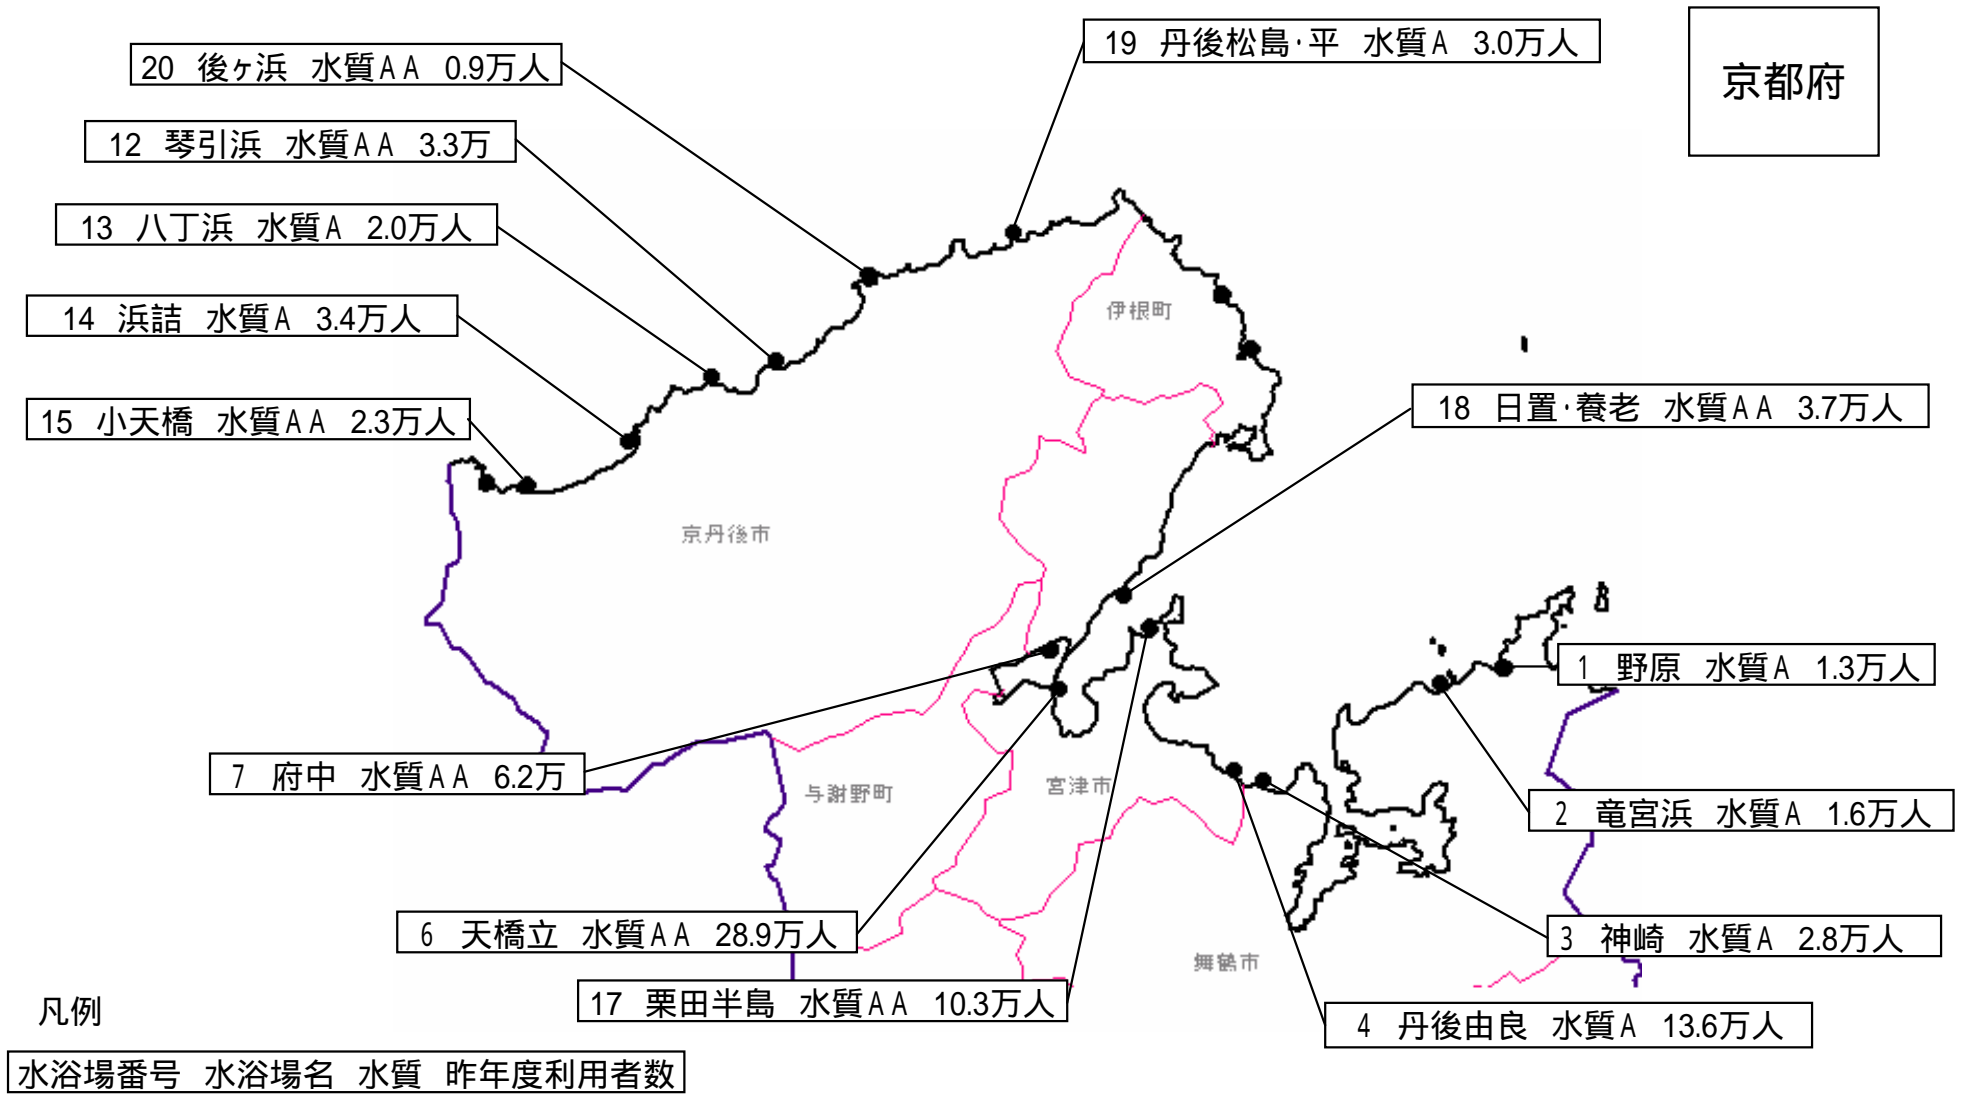 京都府
19 丹後松島・平 水質A 3.0万人
20 後ヶ浜 水質AA 0.9万人
12 琴引浜 水質AA 3.3万
13 八丁浜 水質A 2.0万人
14 浜詰 水質A 3.4万人
15 小天橋 水質AA 2.3万人
伊根町
18 日置・養老 水質AA 3.7万人
京丹後市
1 野原 水質A 1.3万人
7 府中 水質AA 6.2万
与謝野町
宮津市
2 竜宮浜 水質A 1.6万人
6 天橋立 水質AA 28.9万人
3 神崎 水質A 2.8万人
舞鶴市
17 栗田半島 水質AA 10.3万人
4 丹後由良 水質A 13.6万人
凡例
水浴場番号 水浴場名 水質 昨年度利用者数